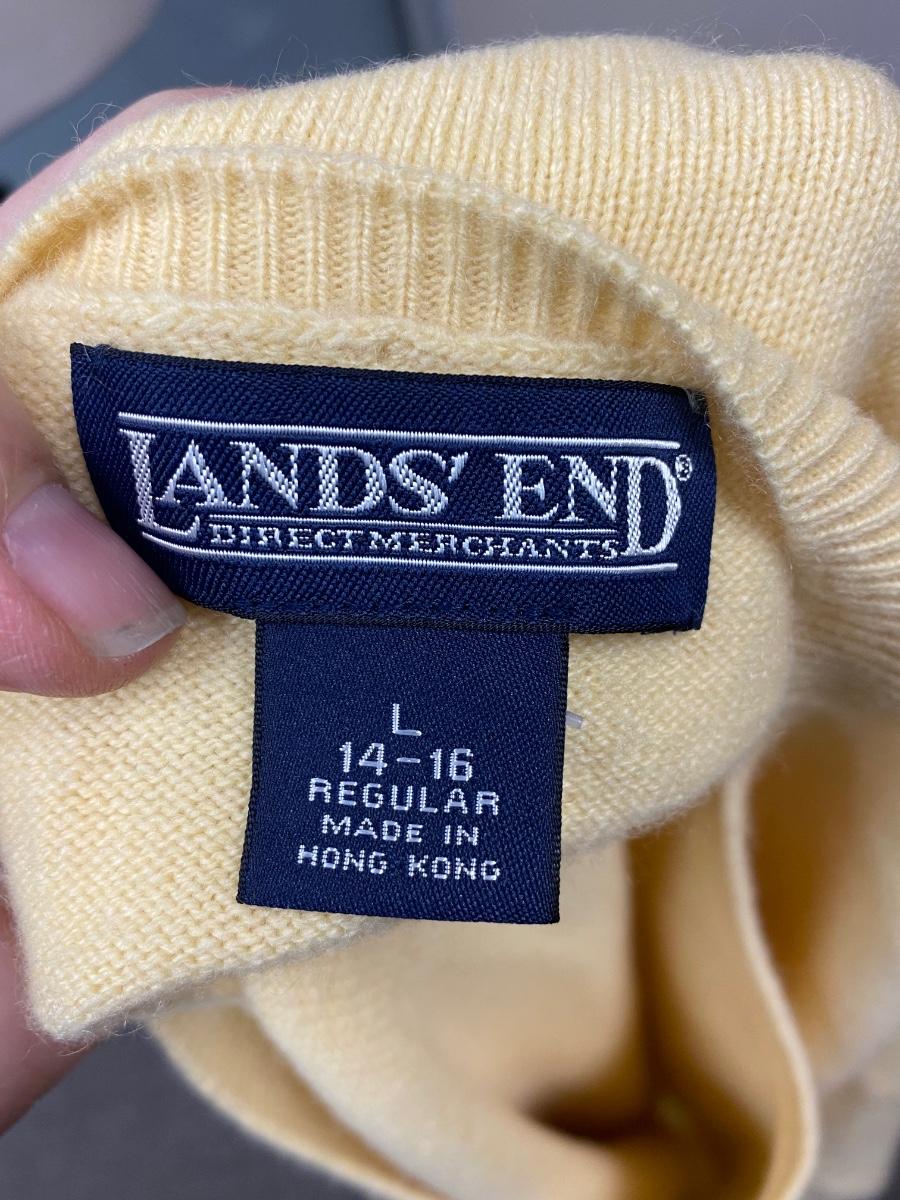 LANDS' END®
DIRECT MERCHANTS
L
14-16
REGULAR
MADE IN
HONG KONG